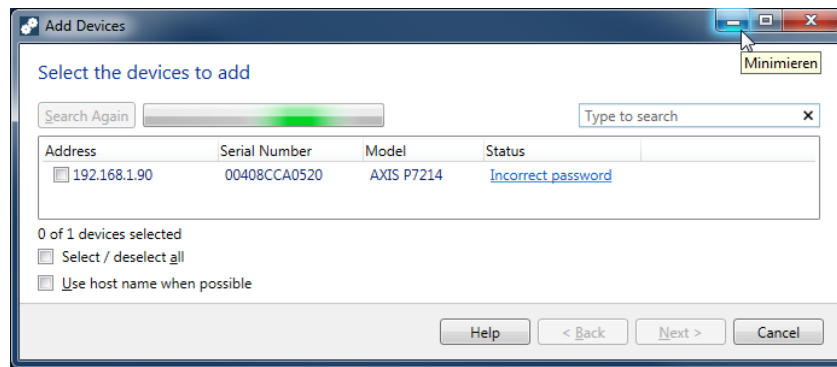 Add Devices
Minimieren
Select the devices to add
Search Again Type to search
Address Serial Number Model Status
192.168.1.90 00408CCA0520 AXIS P7214 Incorrect password
0 of 1 devices selected
Select / deselect all
Use host name when possible
Help < Back Next > Cancel